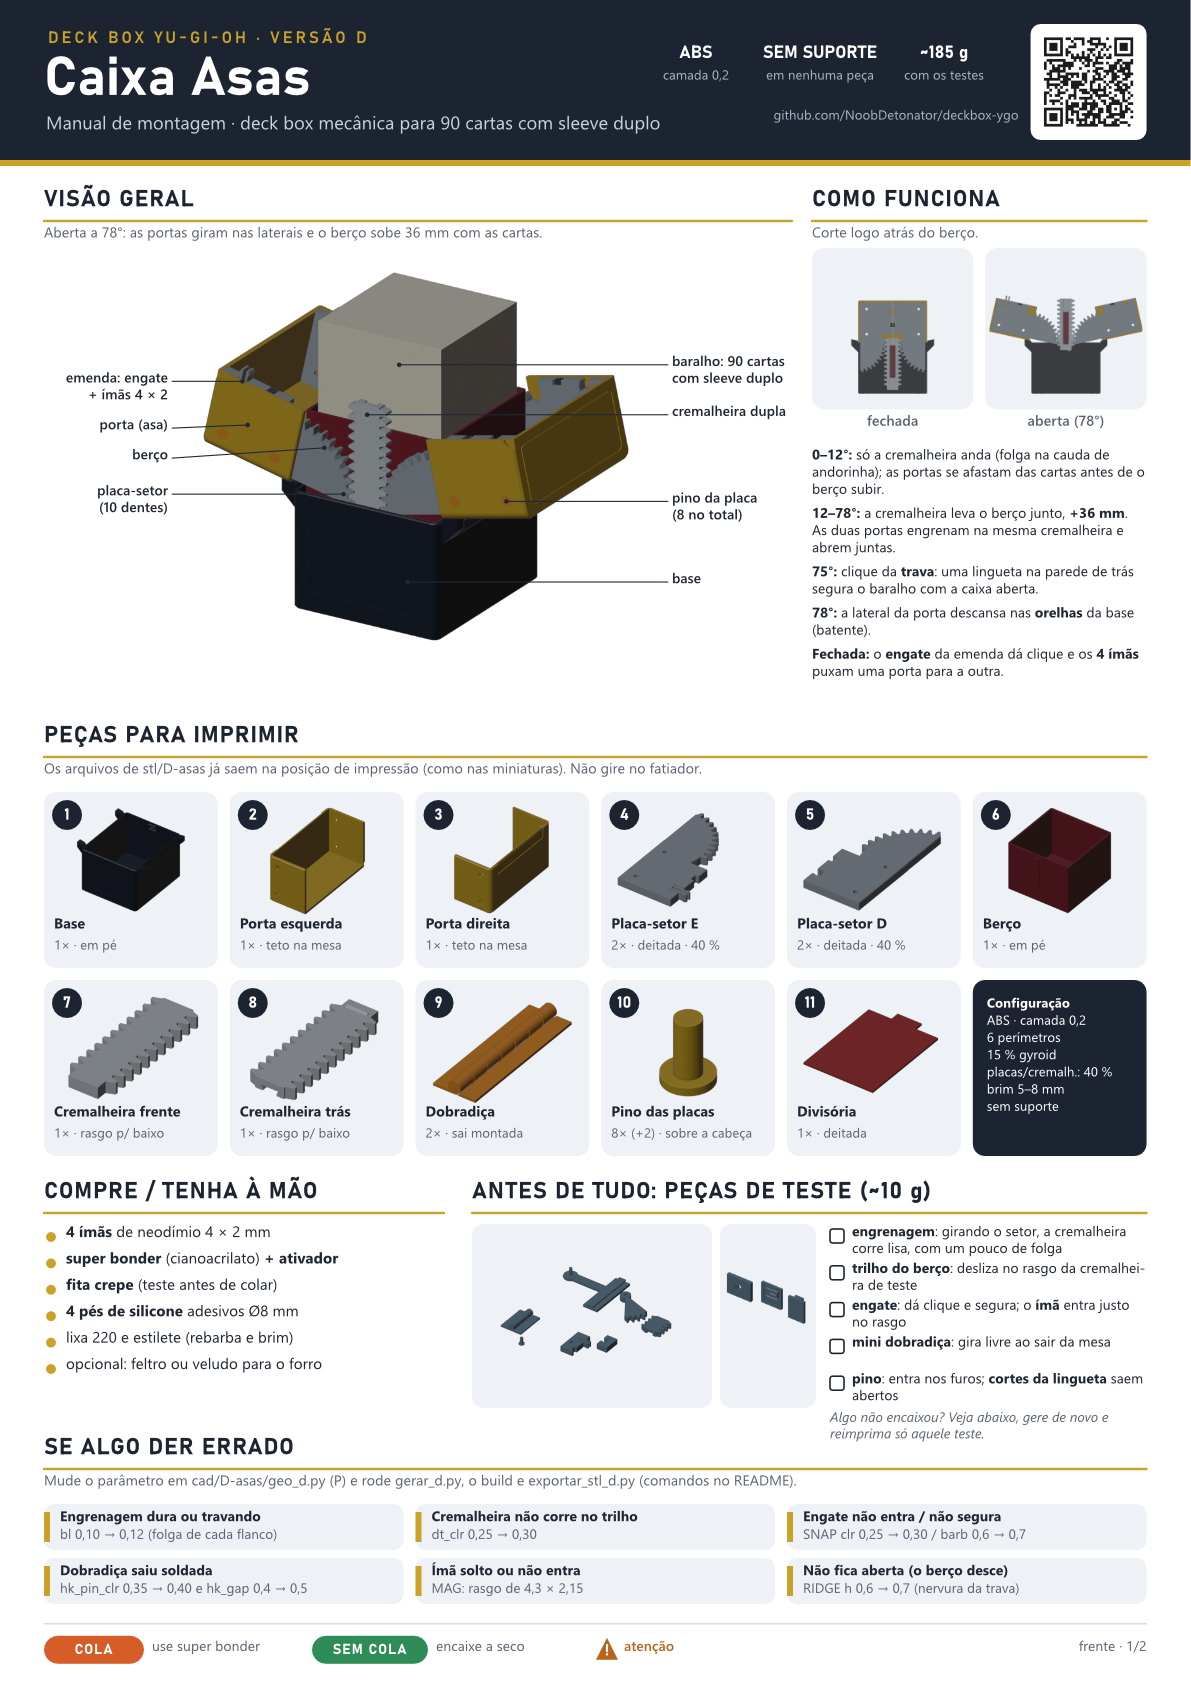 DECK BOX YU-GI-OH · VERSÃO D
Caixa Asas
Manual de montagem · deck box mecânica para 90 cartas com sleeve duplo
ABS
camada 0,2
SEM SUPORTE
em nenhuma peça
~185 g
com os testes
github.com/NoobDetonator/deckbox-ygo
VISÃO GERAL
Aberta a 78°: as portas giram nas laterais e o berço sobe 36 mm com as cartas.
emenda: engate
+ ímãs 4 × 2
porta (asa)
berço
placa-setor
(10 dentes)
baralho: 90 cartas
com sleeve duplo
cremalheira dupla
pino da placa
(8 no total)
base
COMO FUNCIONA
Corte logo atrás do berço.
fechada
aberta (78°)
0–12°: só a cremalheira anda (folga na cauda de
andorinha); as portas se afastam das cartas antes de o
berço subir.
12–78°: a cremalheira leva o berço junto, +36 mm.
As duas portas engrenam na mesma cremalheira e
abrem juntas.
75°: clique da trava: uma lingueta na parede de trás
segura o baralho com a caixa aberta.
78°: a lateral da porta descansa nas orelhas da base
(batente).
Fechada: o engate da emenda dá clique e os 4 ímãs
puxam uma porta para a outra.
PEÇAS PARA IMPRIMIR
Os arquivos de stl/D-asas já saem na posição de impressão (como nas miniaturas). Não gire no fatiador.
1
Base
1× · em pé
2
Porta esquerda
1× · teto na mesa
3
Porta direita
1× · teto na mesa
4
Placa-setor E
2× · deitada · 40 %
5
Placa-setor D
2× · deitada · 40 %
6
Berço
1× · em pé
7
Cremalheira frente
1× · rasgo p/ baixo
8
Cremalheira trás
1× · rasgo p/ baixo
9
Dobradiça
2× · sai montada
10
Pino das placas
8× (+2) · sobre a cabeça
11
Divisória
1× · deitada
Configuração
ABS · camada 0,2
6 perímetros
15 % gyroid
placas/cremalh.: 40 %
brim 5–8 mm
sem suporte
COMPRE / TENHA À MÃO
4 ímãs de neodímio 4 × 2 mm
super bonder (cianoacrilato) + ativador
fita crepe (teste antes de colar)
4 pés de silicone adesivos Ø8 mm
lixa 220 e estilete (rebarba e brim)
opcional: feltro ou veludo para o forro
ANTES DE TUDO: PEÇAS DE TESTE (~10 g)
engrenagem: girando o setor, a cremalheira
corre lisa, com um pouco de folga
trilho do berço: desliza no rasgo da cremalhei-
ra de teste
engate: dá clique e segura; o ímã entra justo
no rasgo
mini dobradiça: gira livre ao sair da mesa
pino: entra nos furos; cortes da lingueta saem
abertos
Algo não encaixou? Veja abaixo, gere de novo e
reimprima só aquele teste.
SE ALGO DER ERRADO
Mude o parâmetro em cad/D-asas/geo_d.py (P) e rode gerar_d.py, o build e exportar_stl_d.py (comandos no README).
Engrenagem dura ou travando
bl 0,10 → 0,12 (folga de cada flanco)
Cremalheira não corre no trilho
dt_clr 0,25 → 0,30
Engate não entra / não segura
SNAP clr 0,25 → 0,30 / barb 0,6 → 0,7
Dobradiça saiu soldada
hk_pin_clr 0,35 → 0,40 e hk_gap 0,4 → 0,5
Ímã solto ou não entra
MAG: rasgo de 4,3 × 2,15
Não fica aberta (o berço desce)
RIDGE h 0,6 → 0,7 (nervura da trava)
COLA
use super bonder
SEM COLA
encaixe a seco
! atenção
frente · 1/2